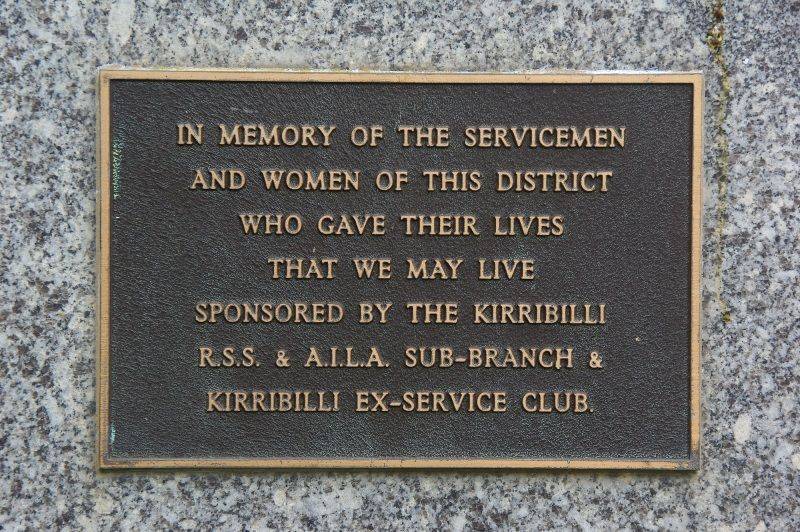 IN MEMORY OF THE SERVICEMEN
AND WOMEN OF THIS DISTRICT
WHO GAVE THEIR LIVES
THAT WE MAY LIVE
SPONSORED BY THE KIRRIBILLI
R.S.S. & A.I.L.A. SUB-BRANCH &
KIRRIBILLI EX-SERVICE CLUB.